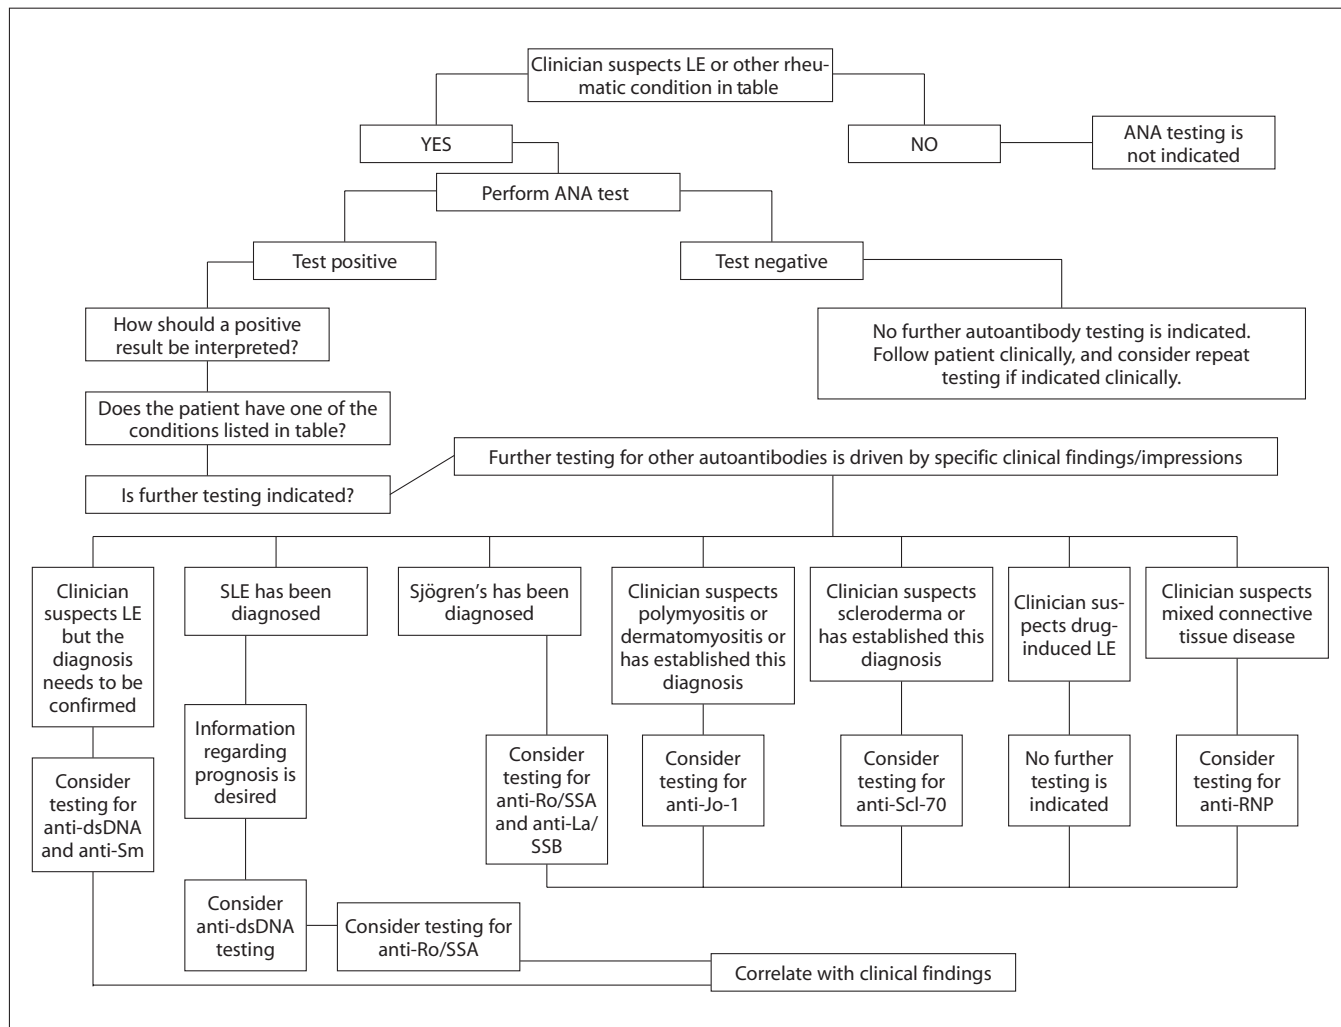 Clinician suspects LE or other rheu-
matic condition in table
YES
NO
ANA testing is
not indicated
Perform ANA test
Test positive
Test negative
How should a positive
result be interpreted?
No further autoantibody testing is indicated.
Follow patient clinically, and consider repeat
testing if indicated clinically.
Does the patient have one of the
conditions listed in table?
Further testing for other autoantibodies is driven by specific clinical findings/impressions
Is further testing indicated?
Clinician
suspects LE
but the
diagnosis
needs to be
confirmed
SLE has been
diagnosed
Sjögren’s has been
diagnosed
Clinician suspects
polymyositis or
dermatomyositis or
has established this
diagnosis
Clinician suspects
scleroderma or
has established this
diagnosis
Clinician sus-
pects drug-
induced LE
Clinician suspects
mixed connective
tissue disease
Information
regarding
prognosis is
desired
Consider
testing for
anti-dsDNA
and anti-Sm
Consider
testing for
anti-Ro/SSA
and anti-La/
SSB
Consider
testing for
anti-Jo-1
Consider
testing for
anti-Scl-70
No further
testing is
indicated
Consider
testing for
anti-RNP
Consider
anti-dsDNA
testing
Consider testing for
anti-Ro/SSA
Correlate with clinical findings